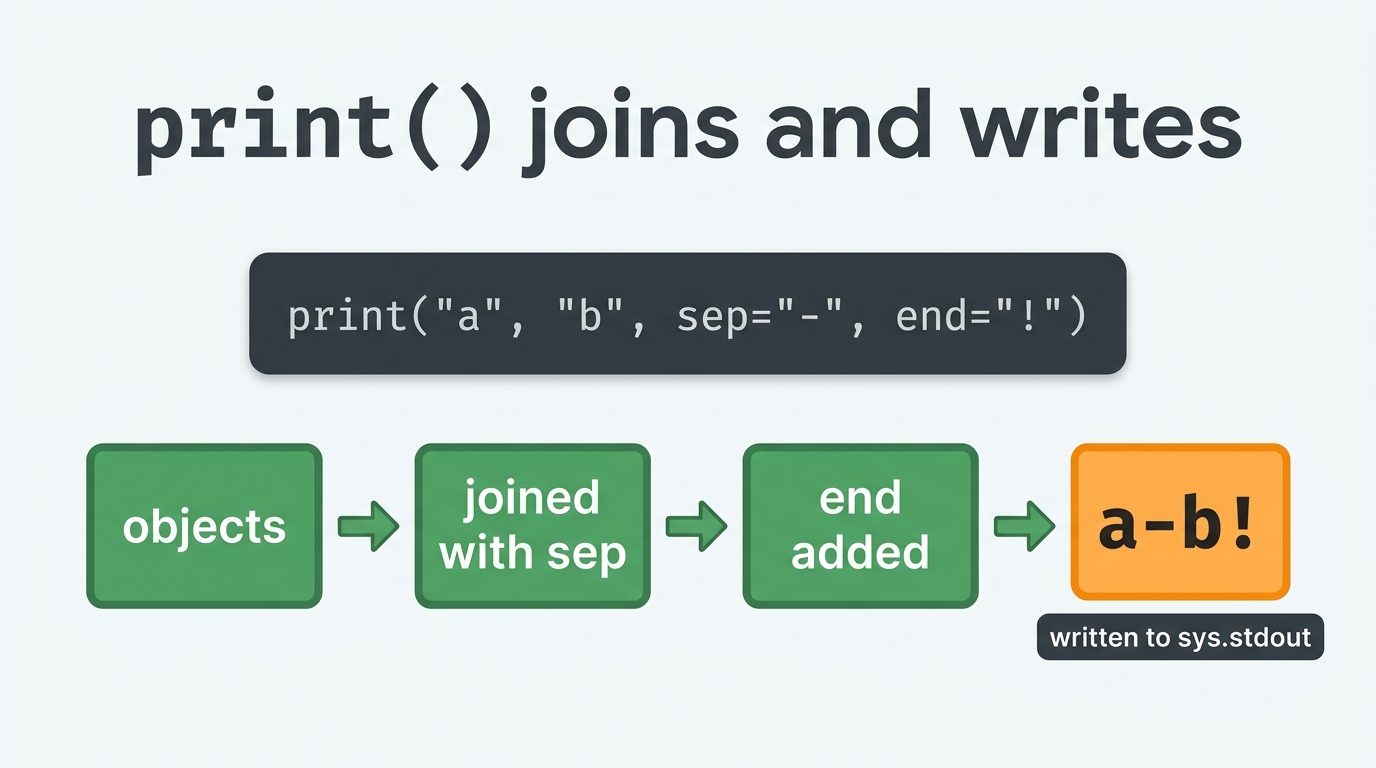 print() joins and writes
print("a", "b", sep="-", end="!")
objects
joined
with sep
end
added
a-b!
written to sys.stdout